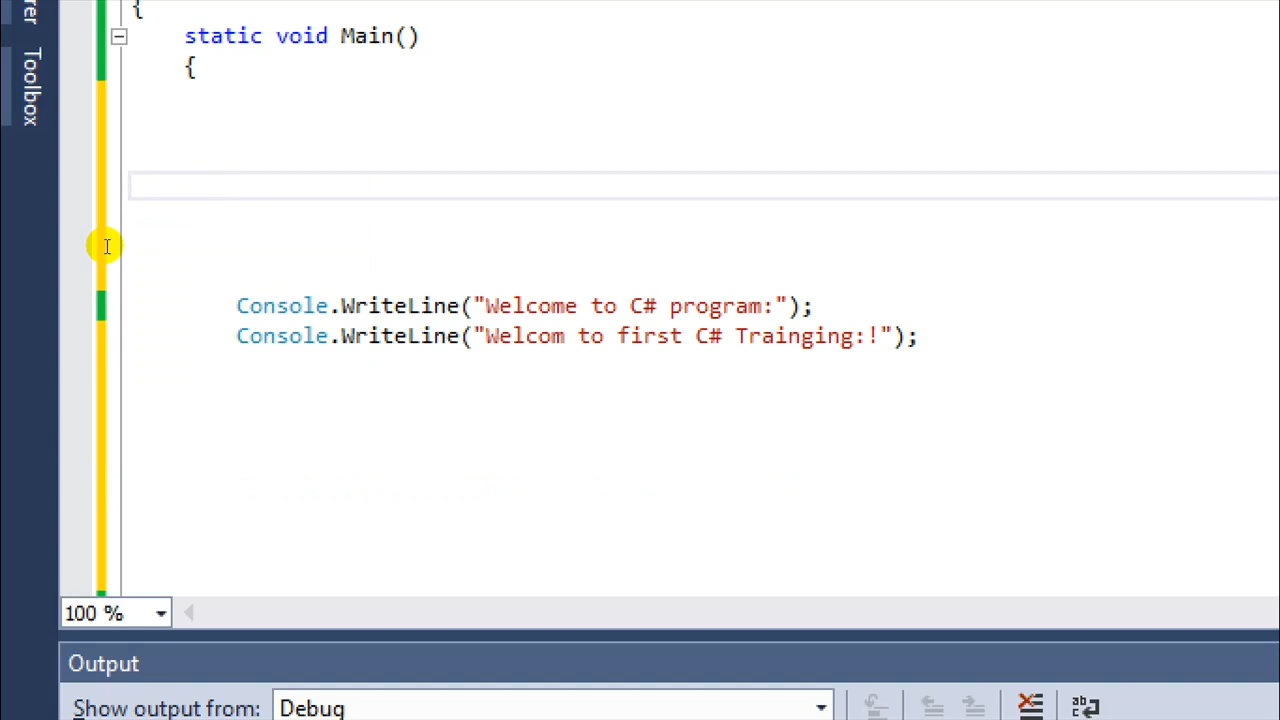 rer
Toolbox
{
static void Main()
{
Console.WriteLine("Welcome to C# program:");
Console.WriteLine("Welcom to first C# Trainging:!");
100 %
Output
Show output from: Debug